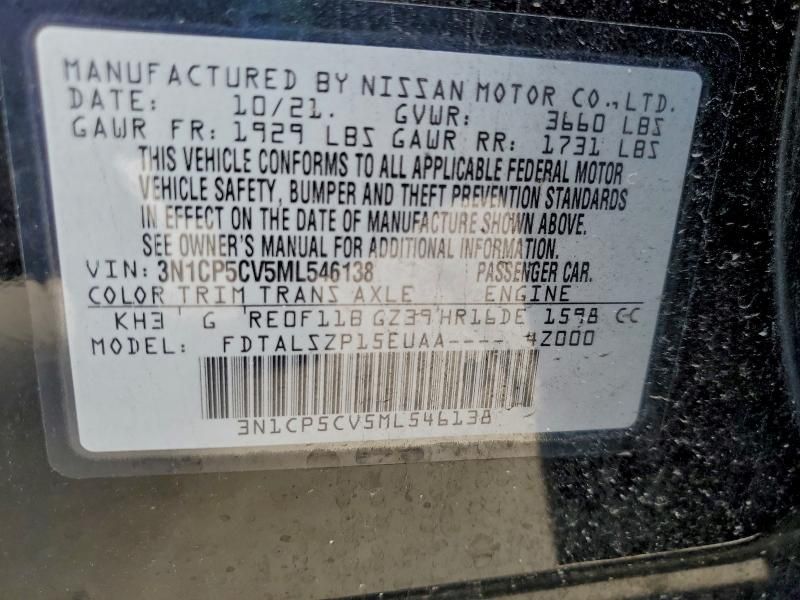 MANUFACTURED BY NISSAN MOTOR CO., LTD.
DATE: 10/21. GVWR: 3660 LBS
GAWR FR: 1929 LBS GAWR RR: 1731 LBS
THIS VEHICLE CONFORMS TO ALL APPLICABLE FEDERAL MOTOR
VEHICLE SAFETY, BUMPER AND THEFT PREVENTION STANDARDS
IN EFFECT ON THE DATE OF MANUFACTURE SHOWN ABOVE.
SEE OWNER'S MANUAL FOR ADDITIONAL INFORMATION.
VIN: 3N1CP5CV5ML546138 PASSENGER CAR.
COLOR TRIM TRANS AXLE ENGINE
KH3 G RE0F11B GZ39 HR16DE 1598 CC
MODEL: FDTALSZP15EUAA---- 4Z000
3N1CP5CV5ML546138